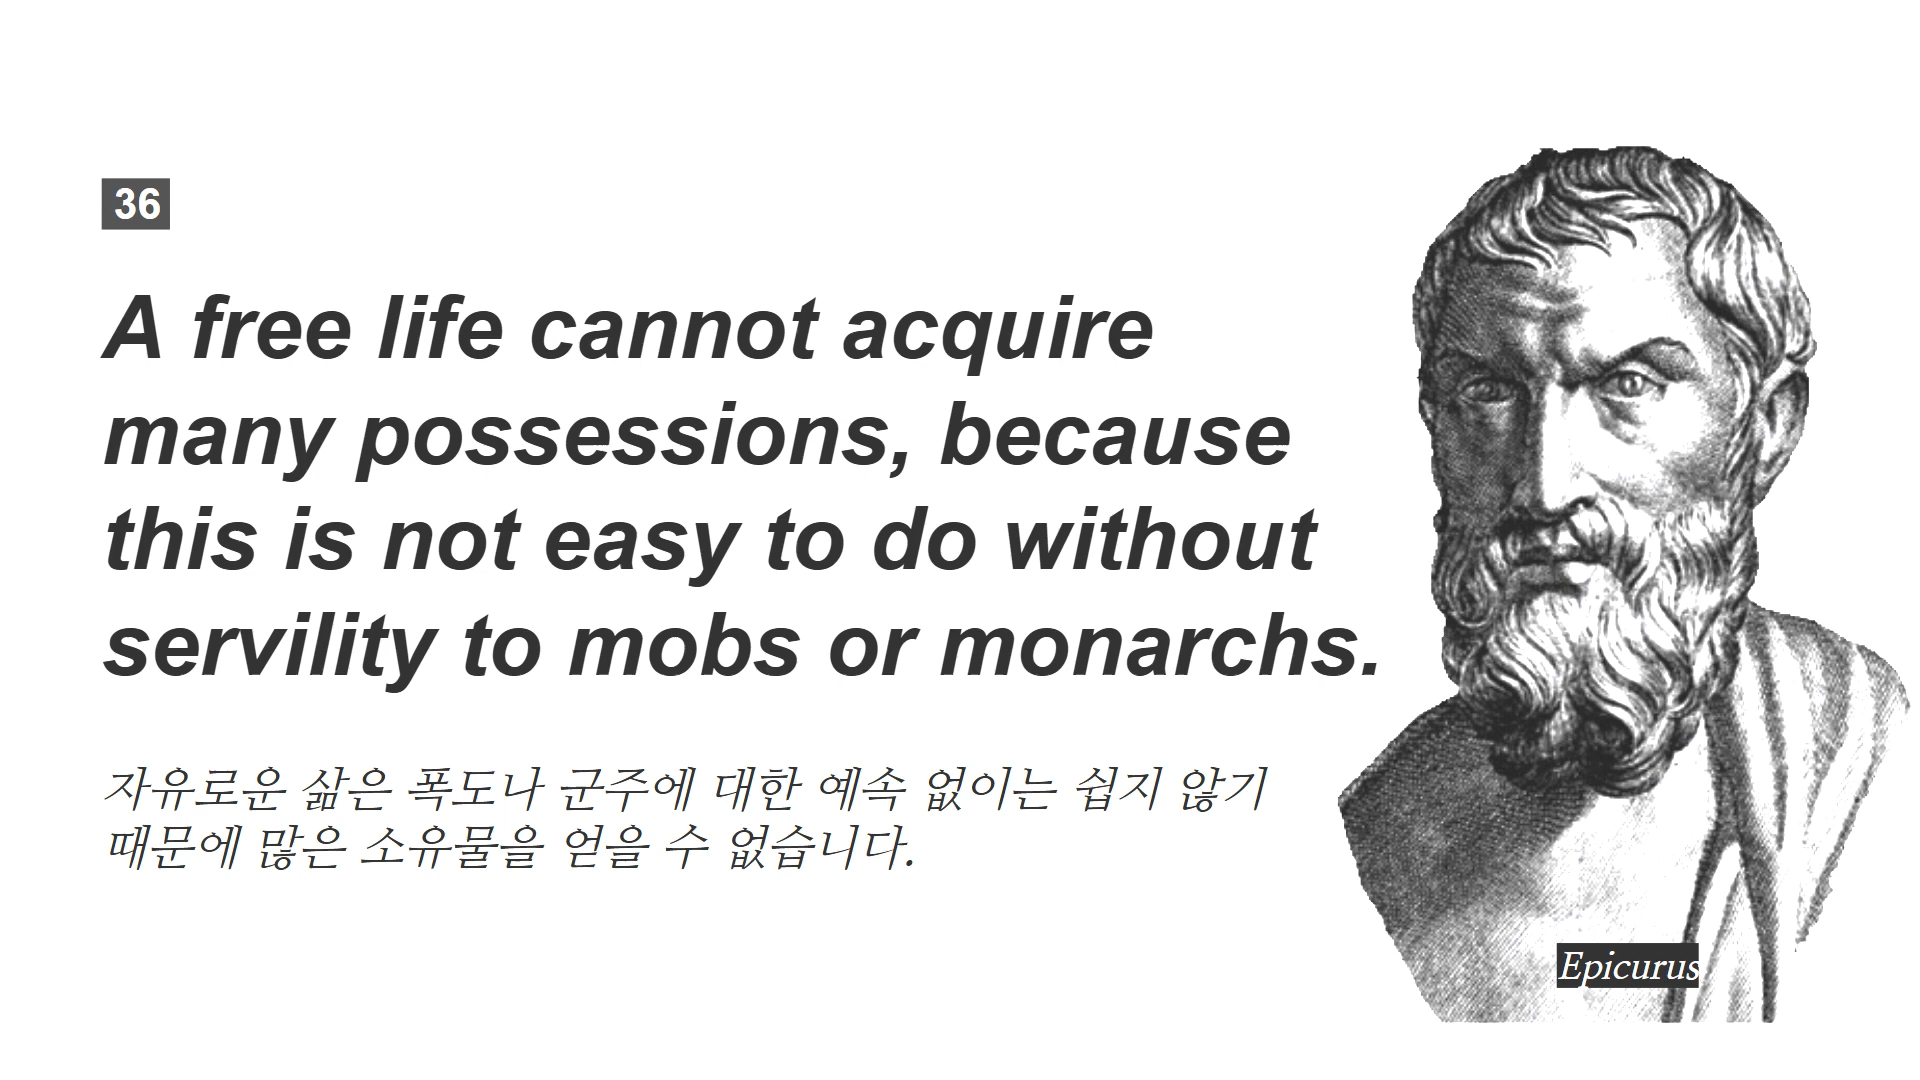 36
A free life cannot acquire
many possessions, because
this is not easy to do without
servility to mobs or monarchs.
자유로운 삶은 폭도나 군주에 대한 예속 없이는 쉽지 않기
때문에 많은 소유물을 얻을 수 없습니다.
Epicurus